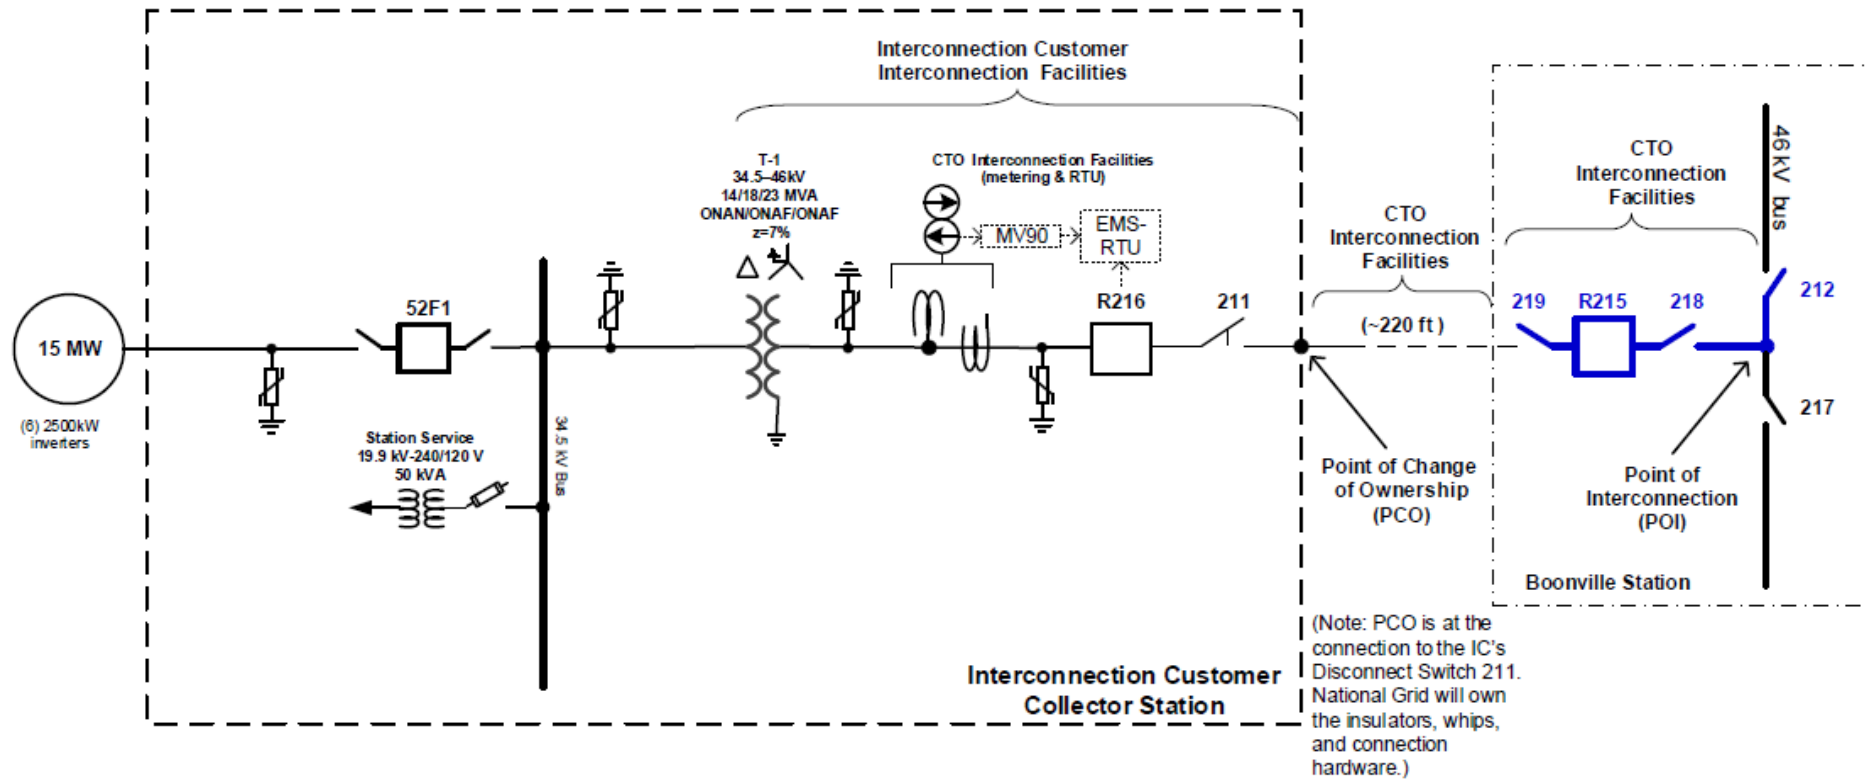 Interconnection Customer
Interconnection Facilities
T-1
34.5–46kV
14/18/23 MVA
ONAN/ONAF/ONAF
z=7%
CTO Interconnection Facilities
(metering & RTU)
MV90
EMS-
RTU
15 MW
(6) 2500kW
inverters
52F1
Station Service
19.9 kV-240/120 V
50 kVA
34.5 kV Bus
R216
211
CTO
Interconnection
Facilities
(~220 ft )
CTO
Interconnection
Facilities
46 kV bus
219
R215
218
212
217
Point of Change
of Ownership
(PCO)
Point of
Interconnection
(POI)
Boonville Station
Interconnection Customer
Collector Station
(Note: PCO is at the
connection to the IC's
Disconnect Switch 211.
National Grid will own
the insulators, whips,
and connection
hardware.)